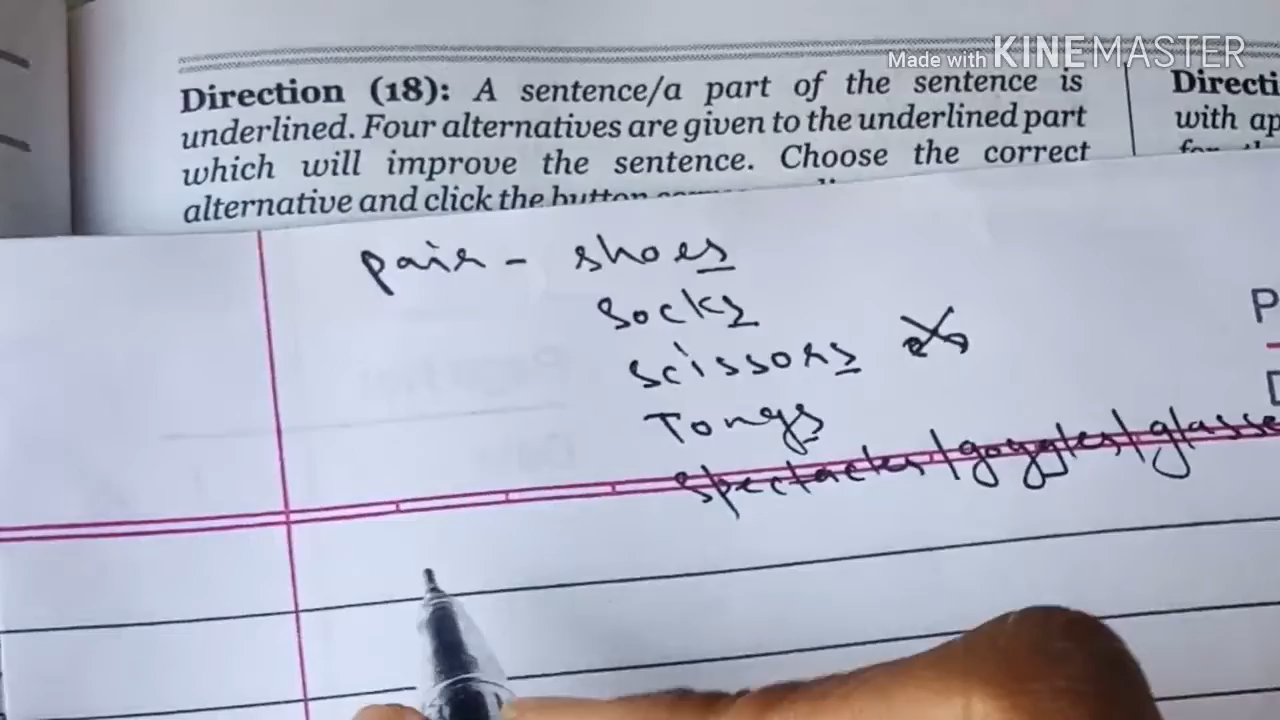 Made with KINEMASTER
Direction (18): A sentence/a part of the sentence is
underlined. Four alternatives are given to the underlined part
which will improve the sentence. Choose the correct
alternative and click the button
Directi
with ap
pair - shoes
socks
scissors
Tongs
spectacles/goggles/glasse
P